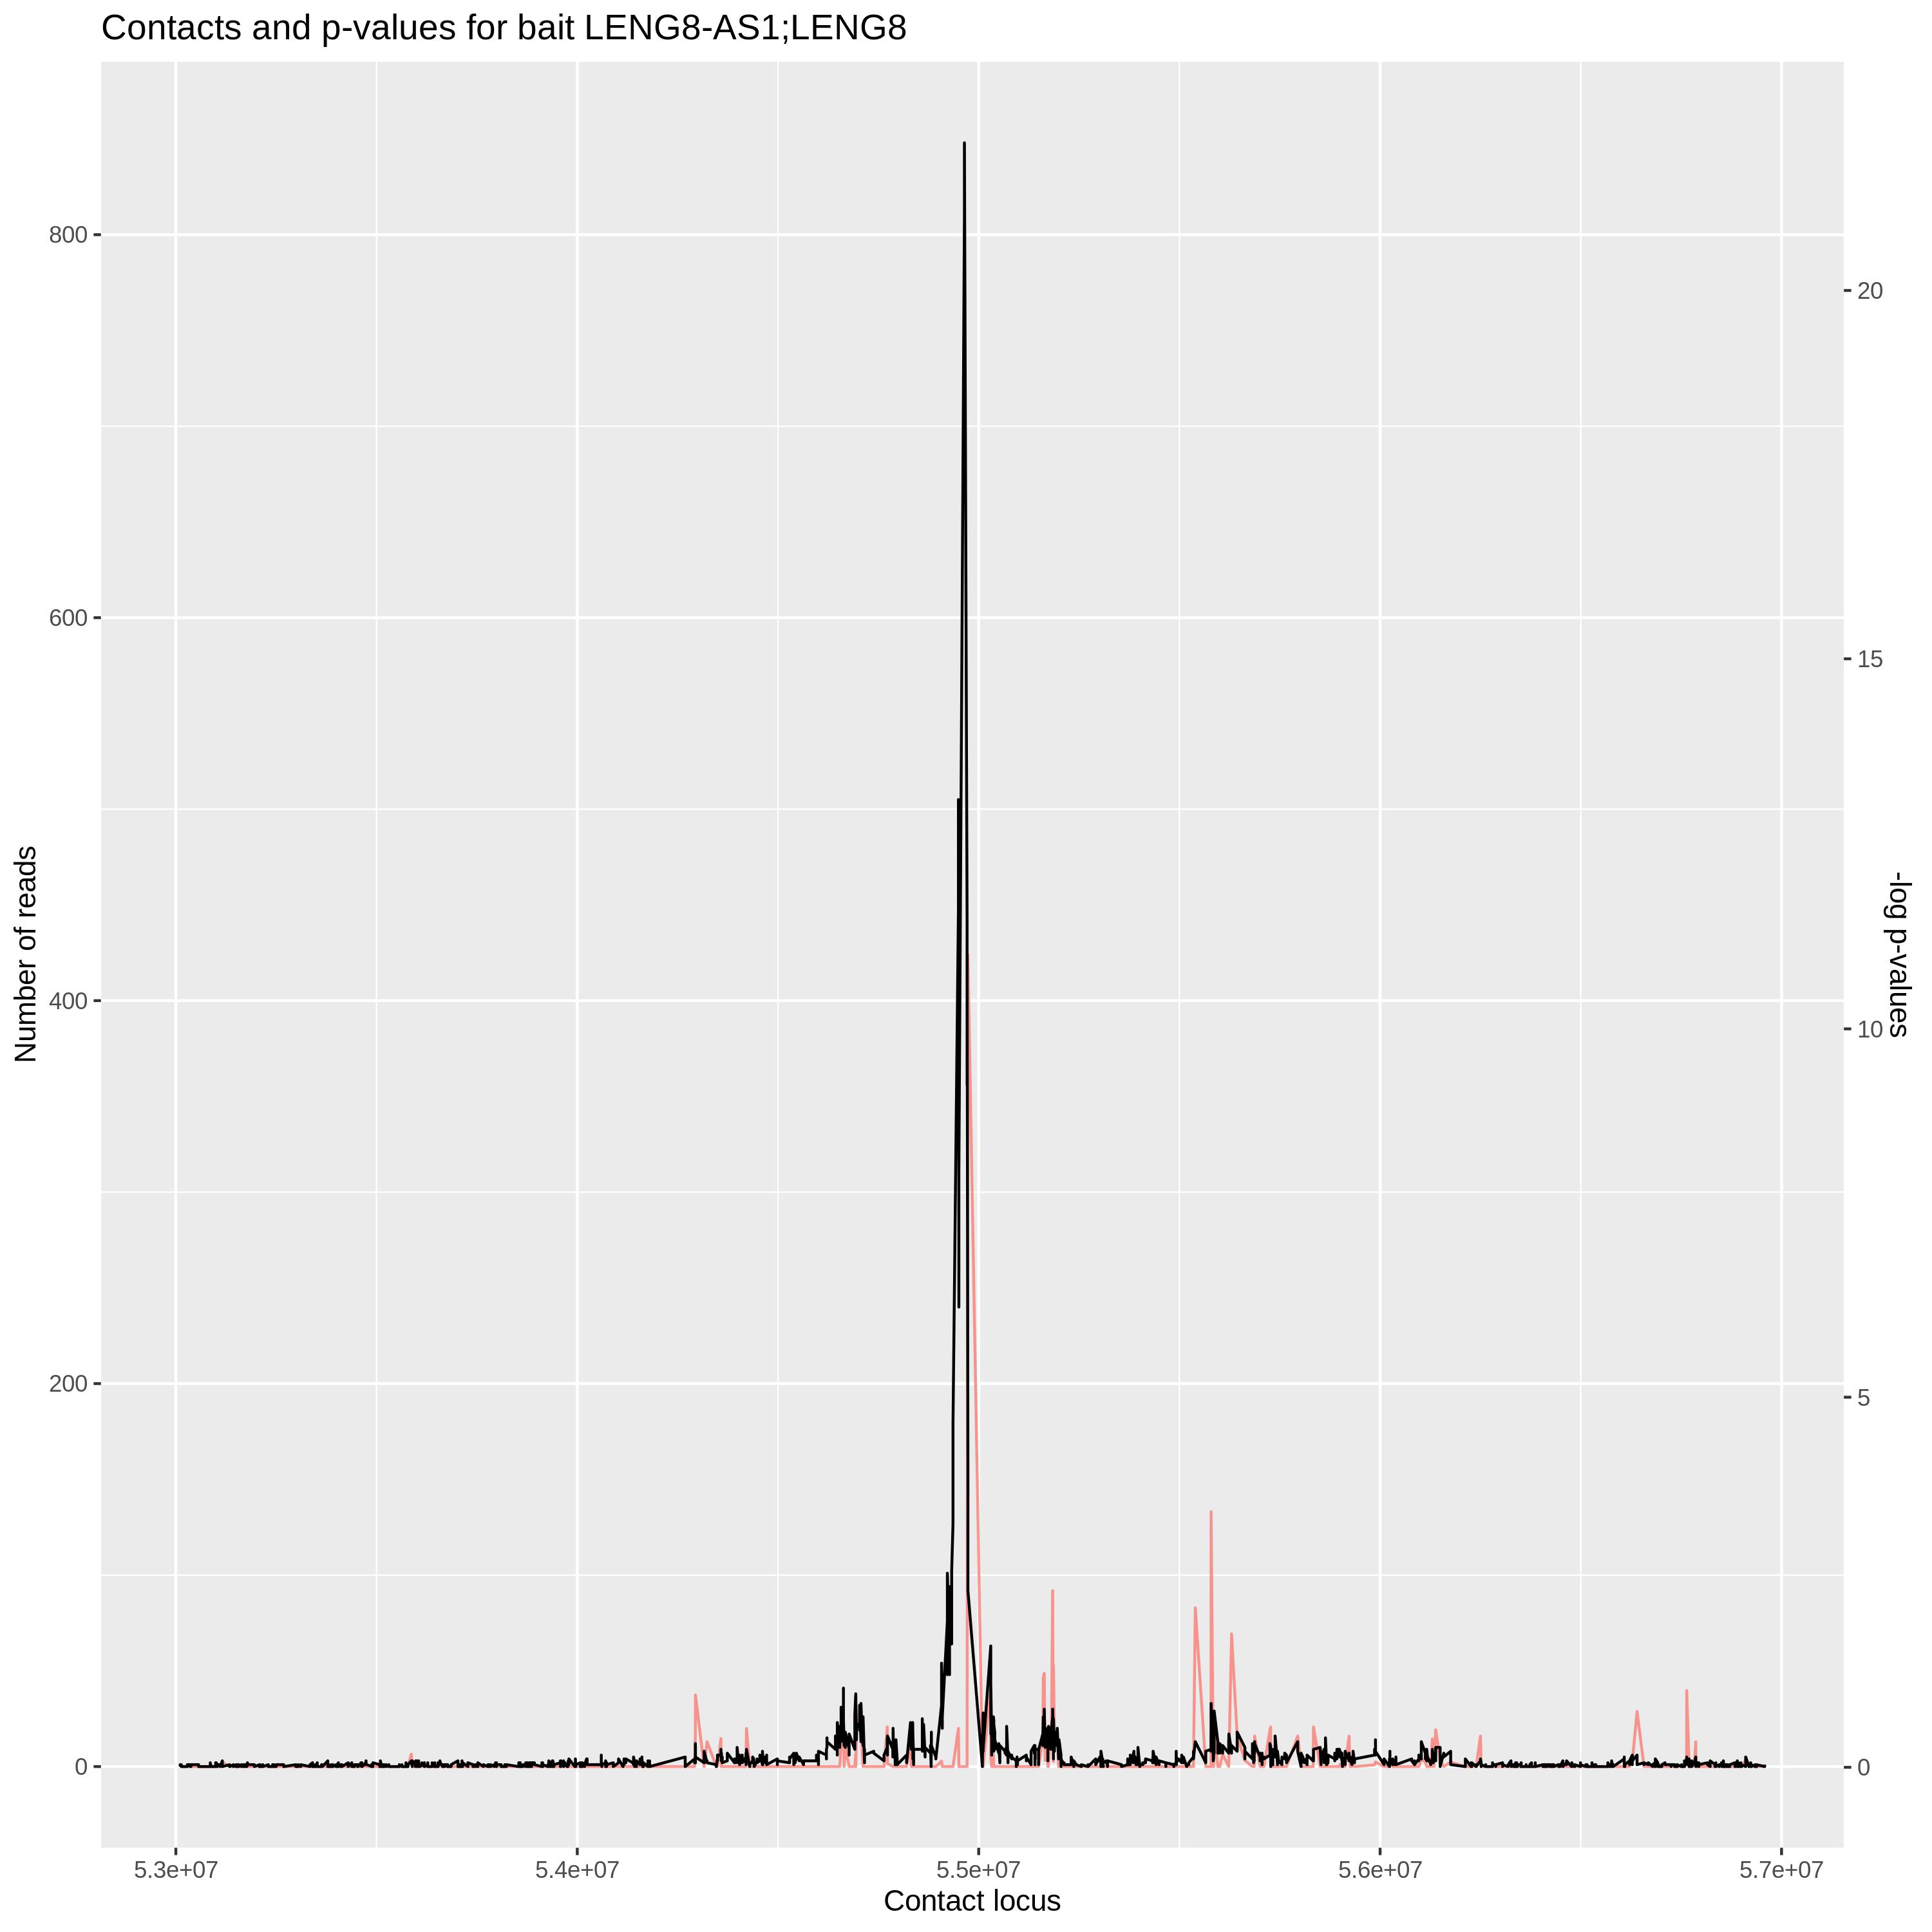 Contacts and p-values for bait LENG8-AS1;LENG8
800
600
400
200
0
Number of reads
20
15
10
5
0
-log p-values
5.3e+07
5.4e+07
5.5e+07
5.6e+07
5.7e+07
Contact locus